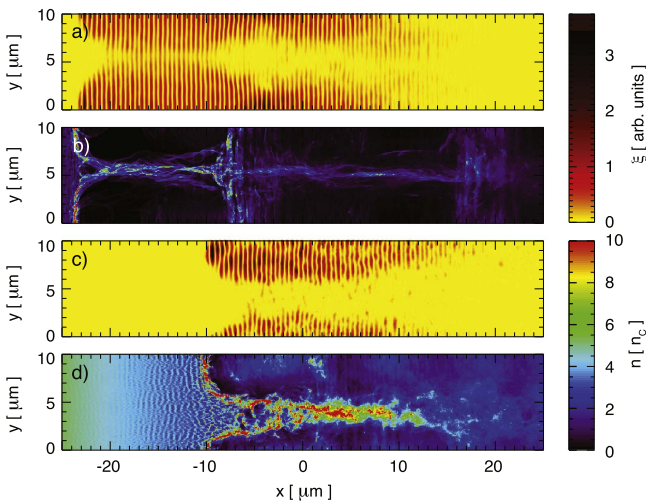 10
5
0
a)
y [ μm]
3
2
1
0
ξ [ arb. units ]
10
5
0
b)
y [ μm]
10
5
0
c)
y [ μm]
10
8
6
4
2
0
n [ nC]
10
5
0
d)
y [ μm]
-20 -10 0 10 20
x [ μm]